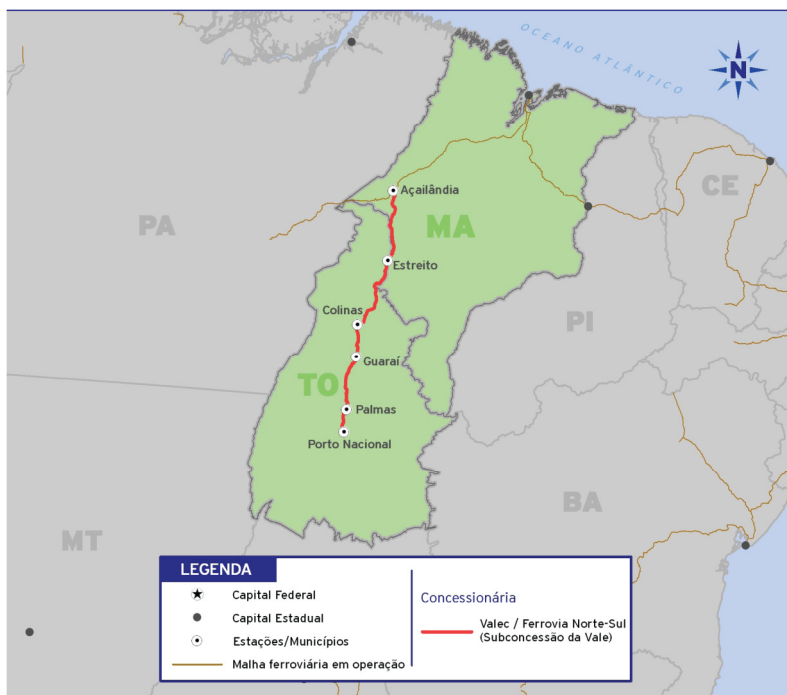 OCEANO ATLÂNTICO
N
CE
PA
Açailândia
MA
Estreito
PI
Colinas
Guaraí
TO
Palmas
Porto Nacional
BA
MT
LEGENDA
Capital Federal
Capital Estadual
Estações/Municípios
Malha ferroviária em operação
Concessionária
Valec / Ferrovia Norte-Sul
(Subconcessão da Vale)